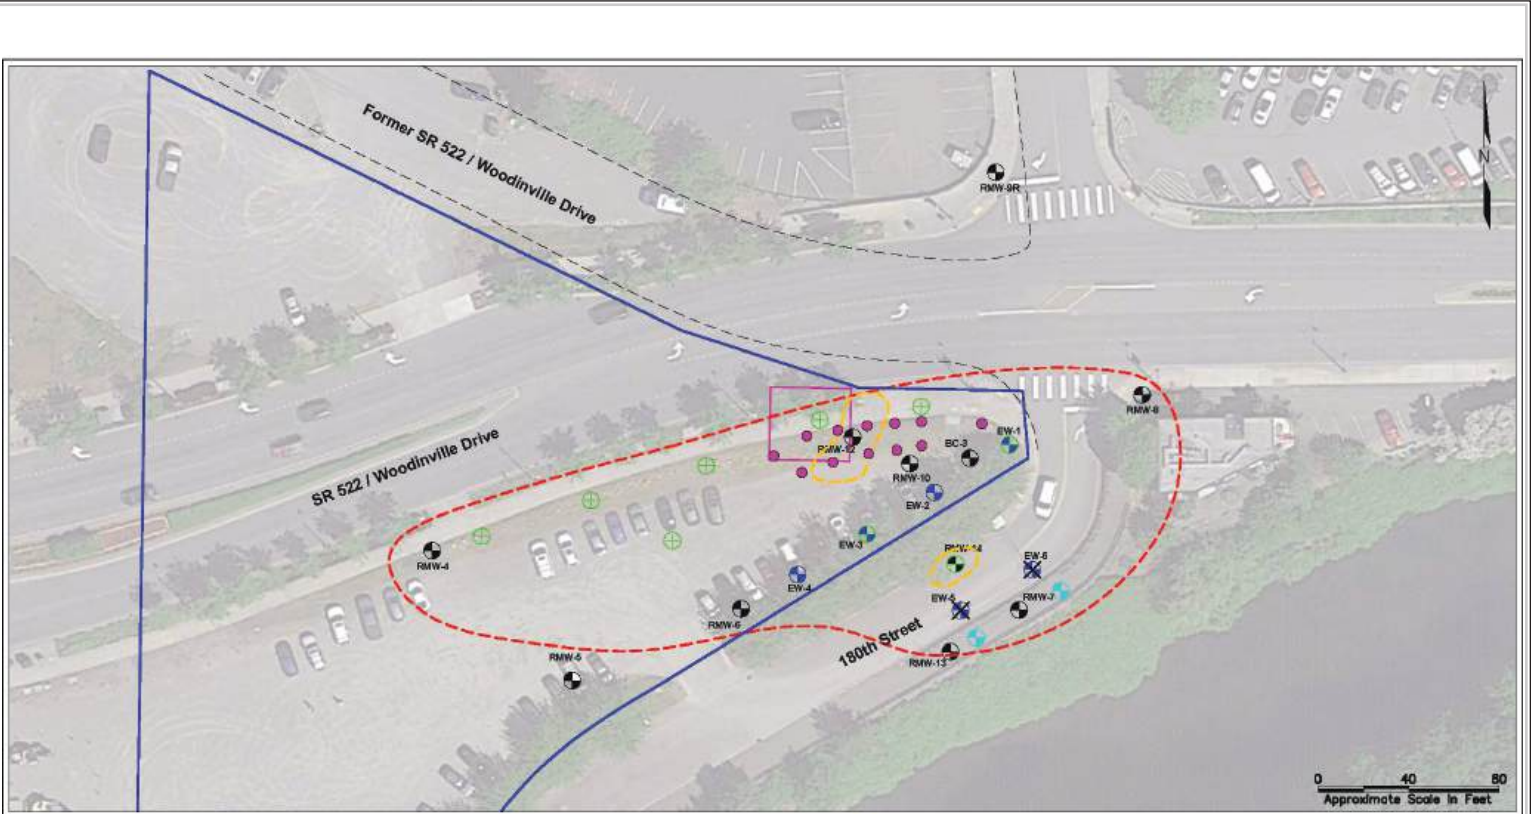 Former SR 522 / Woodinville Drive
N
RMW-9R
RMW-8
EW-1
BC-3
RMW-12
RMW-10
SR 522 / Woodinville Drive
EW-2
EW-3
RMW-14
EW-6
RMW-4
EW-4
EW-5
RMW-7
RMW-6
180th Street
RMW-5
RMW-13
0 40 80
Approximate Scale in Feet